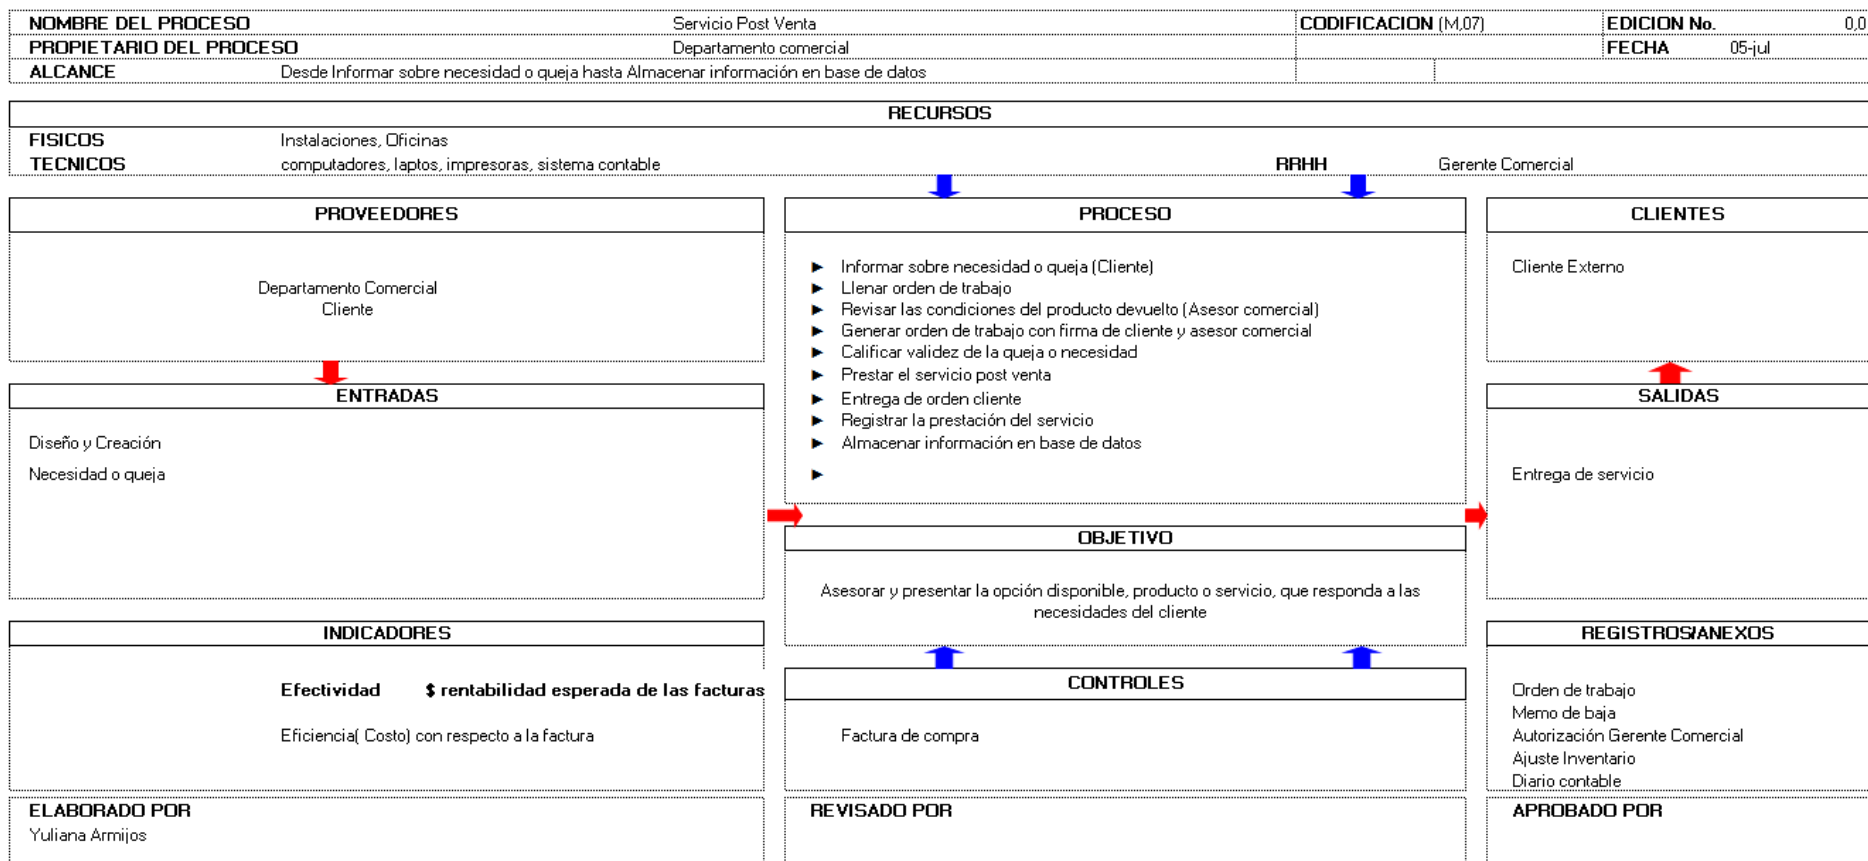 NOMBRE DEL PROCESO Servicio Post Venta CODIFICACION (M,07) EDICION No. 0,0
PROPIETARIO DEL PROCESO Departamento comercial FECHA 05-jul
ALCANCE Desde Informar sobre necesidad o queja hasta Almacenar información en base de datos
RECURSOS
FISICOS Instalaciones, Oficinas
TECNICOS computadores, laptos, impresoras, sistema contable RRHH Gerente Comercial
PROVEEDORES
Departamento Comercial
Cliente
ENTRADAS
Diseño y Creación
Necesidad o queja
PROCESO
► Informar sobre necesidad o queja (Cliente)
► Llenar orden de trabajo
► Revisar las condiciones del producto devuelto (Asesor comercial)
► Generar orden de trabajo con firma de cliente y asesor comercial
► Calificar validez de la queja o necesidad
► Prestar el servicio post venta
► Entrega de orden cliente
► Registrar la prestación del servicio
► Almacenar información en base de datos
►
CLIENTES
Cliente Externo
SALIDAS
Entrega de servicio
OBJETIVO
Asesorar y presentar la opción disponible, producto o servicio, que responda a las
necesidades del cliente
INDICADORES
Efectividad $ rentabilidad esperada de las facturas
Eficiencia( Costo) con respecto a la factura
CONTROLES
Factura de compra
REGISTROS/ANEXOS
Orden de trabajo
Memo de baja
Autorización Gerente Comercial
Ajuste Inventario
Diario contable
ELABORADO POR
Yuliana Armijos
REVISADO POR
APROBADO POR